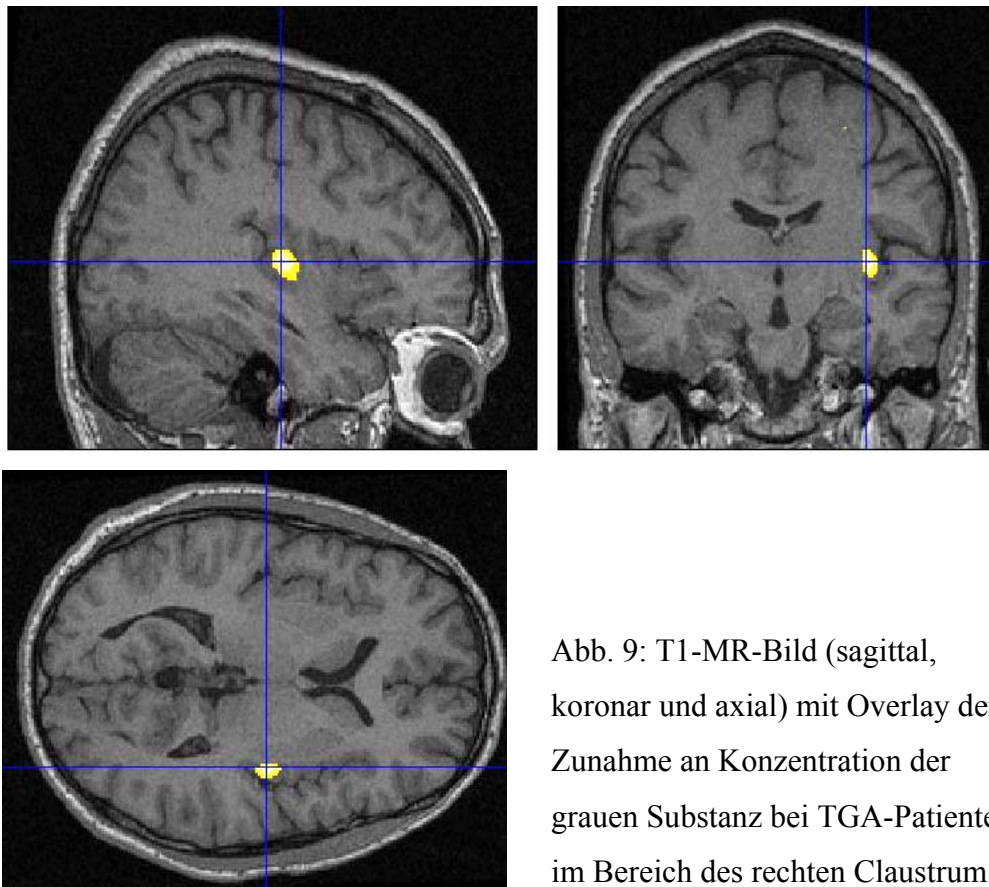 Abb. 9: T1-MR-Bild (sagittal,
koronar und axial) mit Overlay der
Zunahme an Konzentration der
grauen Substanz bei TGA-Patiente
im Bereich des rechten Claustrum